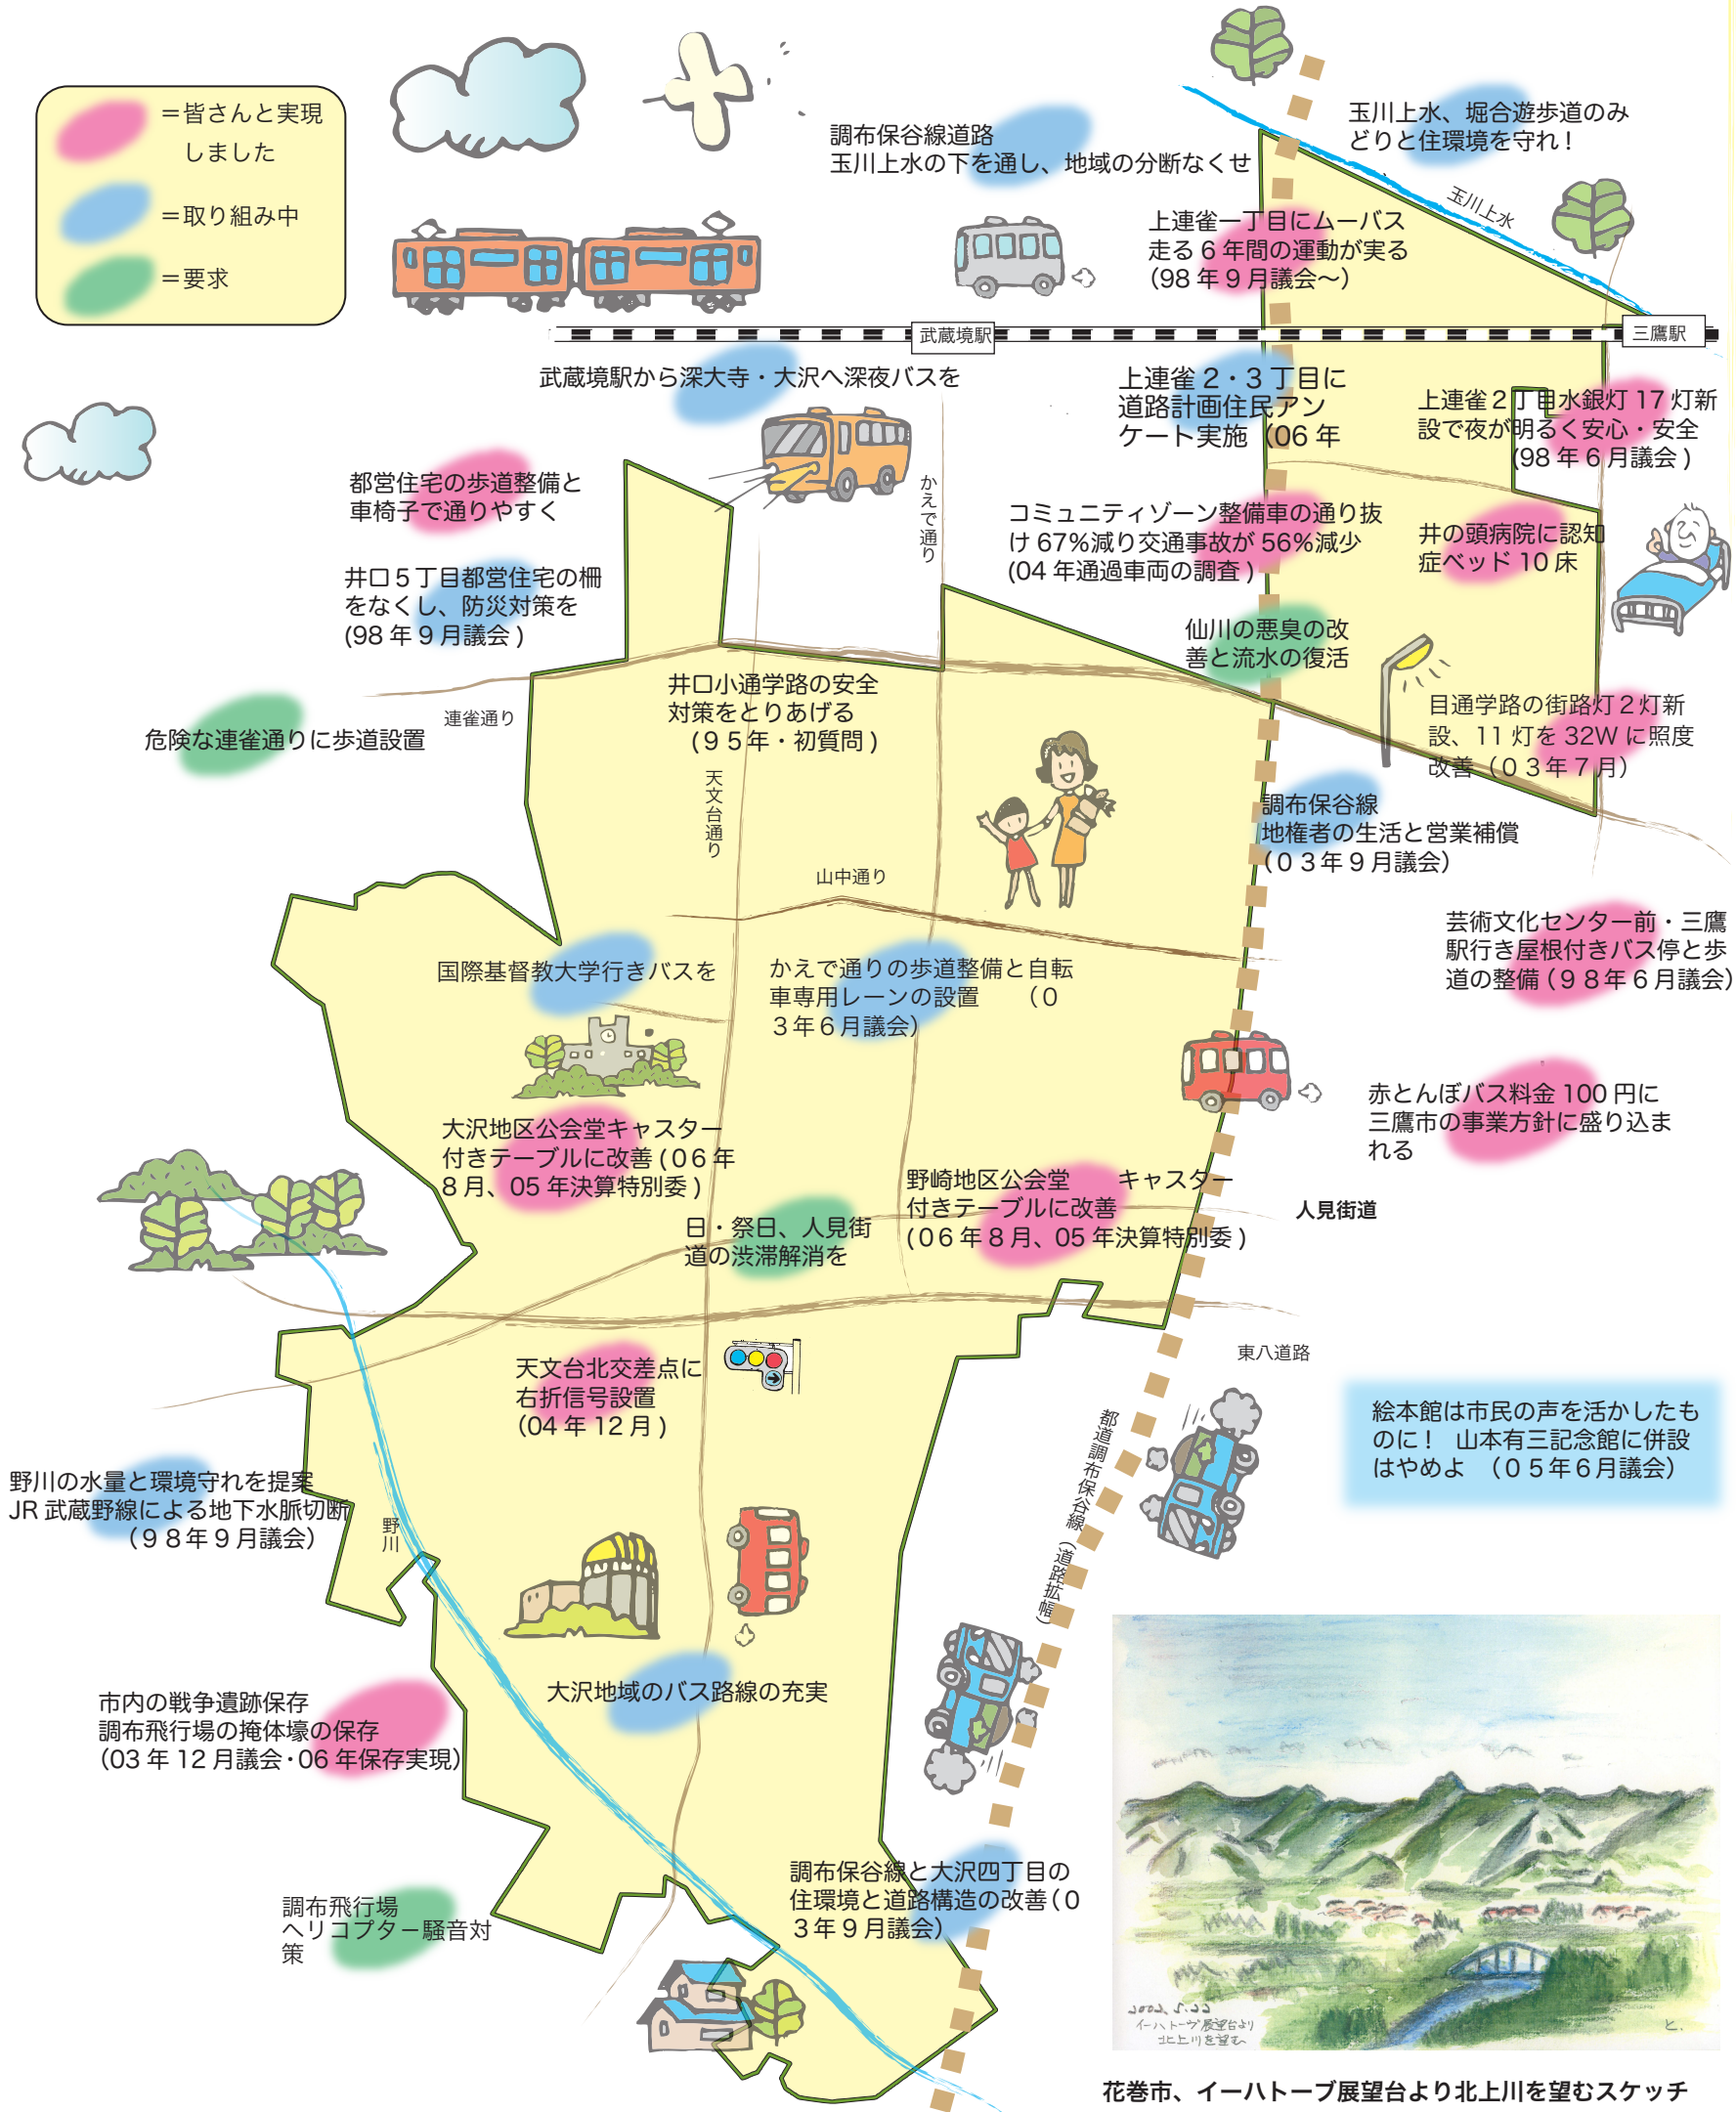 ＝皆さんと実現
しました
＝取り組み中
＝要求
調布保谷線道路
玉川上水の下を通し、地域の分断なくせ
玉川上水、堀合遊歩道のみ
どりと住環境を守れ！
玉川上水
上連雀一丁目にムーバス
走る６年間の運動が実る
（98 年９月議会～）
武蔵境駅
三鷹駅
武蔵境駅から深大寺・大沢へ深夜バスを
上連雀２・３丁目に
道路計画住民アン
ケート実施（06 年
上連雀２丁目水銀灯 17 灯新
設で夜が明るく安心・安全
(98 年６月議会 )
都営住宅の歩道整備と
車椅子で通りやすく
かえで通り
コミュニティゾーン整備車の通り抜
け 67%減り交通事故が 56%減少
(04 年通過車両の調査 )
井の頭病院に認知
症ベッド 10 床
井口５丁目都営住宅の柵
をなくし、防災対策を
(98 年９月議会 )
仙川の悪臭の改
善と流水の復活
連雀通り
危険な連雀通りに歩道設置
井口小通学路の安全
対策をとりあげる
(９５年・初質問 )
目通学路の街路灯２灯新
設、11 灯を 32W に照度
改善（０３年７月）
天文台通り
調布保谷線
地権者の生活と営業補償
（０３年９月議会）
山中通り
芸術文化センター前・三鷹
駅行き屋根付きバス停と歩
道の整備（９８年６月議会）
国際基督教大学行きバスを
かえで通りの歩道整備と自転
車専用レーンの設置　（０
３年６月議会）
赤とんぼバス料金 100 円に
三鷹市の事業方針に盛り込ま
れる
大沢地区公会堂キャスター
付きテーブルに改善 (０６年
８月、05 年決算特別委 )
野崎地区公会堂　キャスター
付きテーブルに改善
(０６年８月、05 年決算特別委 )
人見街道
日・祭日、人見街
道の渋滞解消を
東八道路
天文台北交差点に
右折信号設置
（04 年 12 月 )
都道調布保谷線（道路拡幅）
絵本館は市民の声を活かしたも
のに！ 山本有三記念館に併設
はやめよ （０５年６月議会）
野川の水量と環境守れを提案
JR 武蔵野線による地下水脈切断
（９８年９月議会）
野川
大沢地域のバス路線の充実
市内の戦争遺跡保存
調布飛行場の掩体壕の保存
（03 年 12 月議会・06 年保存実現）
調布保谷線と大沢四丁目の
住環境と道路構造の改善（０
３年９月議会）
調布飛行場
ヘリコプター騒音対
策
イーハトーヴ展望台より
北上川を望む
と.
花巻市、イーハトーブ展望台より北上川を望むスケッチ